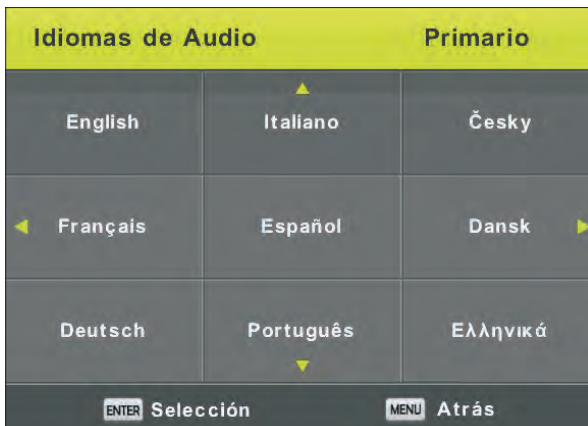 Idiomas de Audio Primario
English Italiano Česky
Français Español Dansk
Deutsch Português Ελληνικά
ENTER Selección MENU Atrás